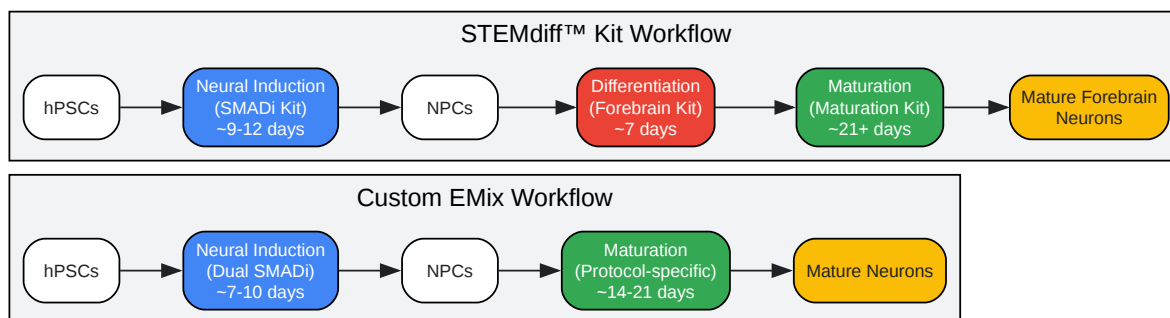 STEMdiff™ Kit Workflow
hPSCs
Neural Induction
(SMADi Kit)
~9-12 days
NPCs
Differentiation
(Forebrain Kit)
~7 days
Maturation
(Maturation Kit)
~21+ days
Mature Forebrain
Neurons
Custom EMix Workflow
hPSCs
Neural Induction
(Dual SMADi)
~7-10 days
NPCs
Maturation
(Protocol-specific)
~14-21 days
Mature Neurons